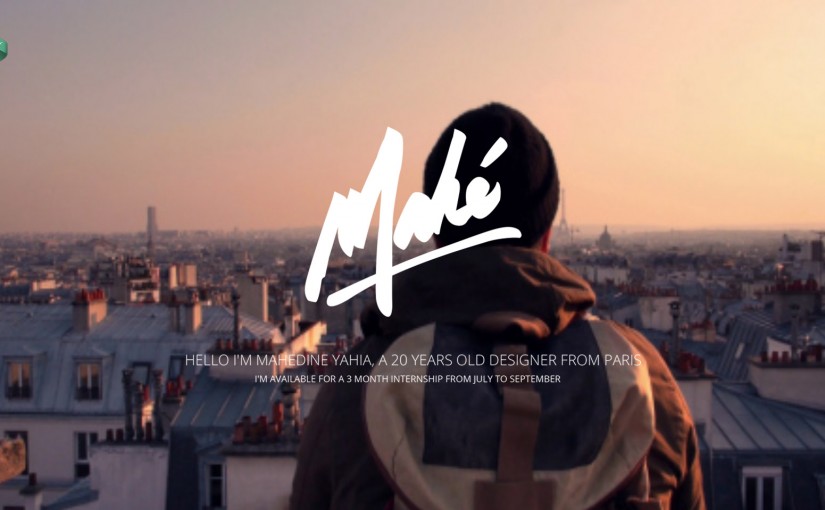 Mahé
HELLO I'M MAHEDINE YAHIA, A 20 YEARS OLD DESIGNER FROM PARIS
I'M AVAILABLE FOR A 3 MONTH INTERNSHIP FROM JULY TO SEPTEMBER